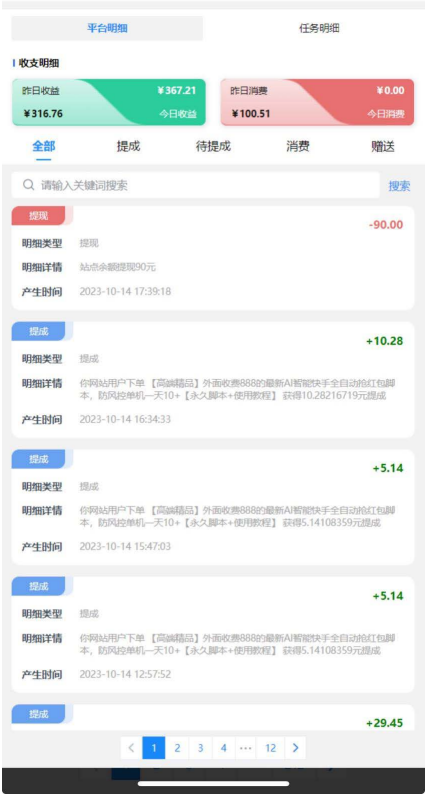 平台明细 任务明细
收支明细
昨日收益 ¥367.21 昨日消费 ¥0.00
¥316.76 今日收益 ¥100.51 今日消费
全部 提成 待提成 消费 赠送
请输入关键词搜索 搜索
提现
-90.00
明细类型 提现
明细详情 站点余额提现90元
产生时间 2023-10-14 17:39:18
提成
+10.28
明细类型 提成
明细详情 你网站用户下单 【高端精品】外面收费888的最新AI智能快手全自动抢红包脚
本，防风控单机一天10+【永久脚本+使用教程】 获得10.28216719元提成
产生时间 2023-10-14 16:34:33
提成
+5.14
明细类型 提成
明细详情 你网站用户下单 【高端精品】外面收费888的最新AI智能快手全自动抢红包脚
本，防风控单机一天10+【永久脚本+使用教程】 获得5.14108359元提成
产生时间 2023-10-14 15:47:03
提成
+5.14
明细类型 提成
明细详情 你网站用户下单 【高端精品】外面收费888的最新AI智能快手全自动抢红包脚
本，防风控单机一天10+【永久脚本+使用教程】 获得5.14108359元提成
产生时间 2023-10-14 12:57:52
提成
+29.45
< 1 2 3 4 ··· 12 >